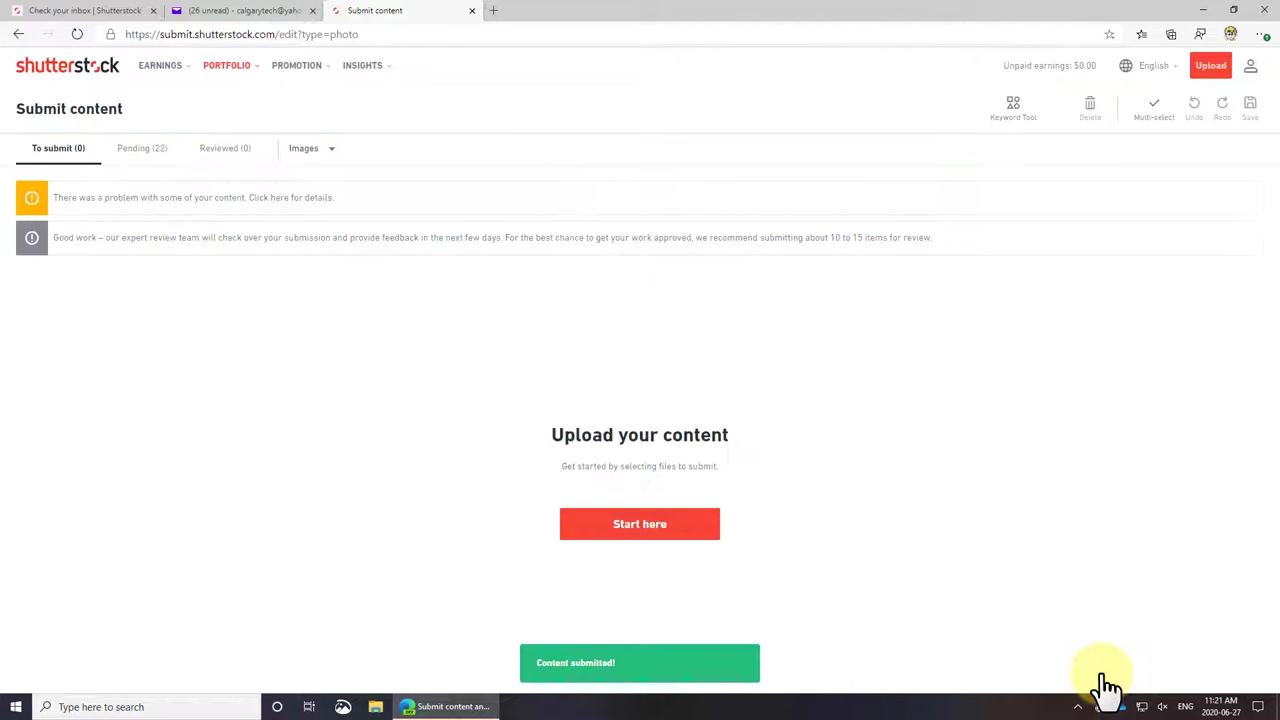 Check your inbox | Shutterstock
(26 unread) - calgarytech@yaho
Submit content
https://submit.shutterstock.com/edit?type=photo
shutterstock
EARNINGS
PORTFOLIO
PROMOTION
INSIGHTS
Unpaid earnings: $0.00
English
Upload
Submit content
Keyword Tool
Delete
Multi-select
Undo
Redo
Save
To submit (0)
Pending (22)
Reviewed (0)
Images
There was a problem with some of your content. Click here for details.
Good work – our expert review team will check over your submission and provide feedback in the next few days. For the best chance to get your work approved, we recommend submitting about 10 to 15 items for review.
Upload your content
Get started by selecting files to submit.
Start here
Content submitted!
Type here to search
Submit content an...
ENG
11:21 AM
2020-06-27